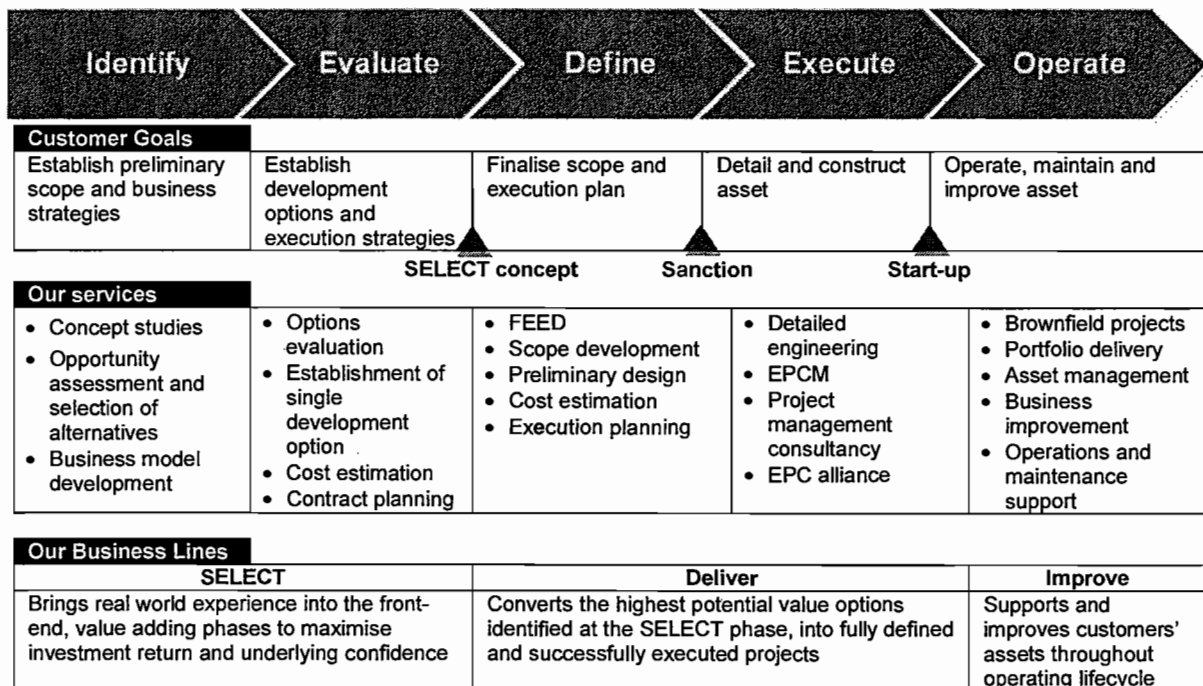 Identify
Evaluate
Define
Execute
Operate
Customer Goals
Establish preliminary
scope and business
strategies
Establish
development
options and
execution strategies
Finalise scope and
execution plan
Detail and construct
asset
Operate, maintain and
improve asset
SELECT concept
Sanction
Start-up
Our services
• Concept studies
• Opportunity
assessment and
selection of
alternatives
• Business model
development
• Options
evaluation
• Establishment of
single
development
option
• Cost estimation
• Contract planning
• FEED
• Scope development
• Preliminary design
• Cost estimation
• Execution planning
• Detailed
engineering
• EPCM
• Project
management
consultancy
• EPC alliance
• Brownfield projects
• Portfolio delivery
• Asset management
• Business
improvement
• Operations and
maintenance
support
Our Business Lines
SELECT
Brings real world experience into the front-
end, value adding phases to maximise
investment return and underlying confidence
Deliver
Converts the highest potential value options
identified at the SELECT phase, into fully defined
and successfully executed projects
Improve
Supports and
improves customers'
assets throughout
operating lifecycle